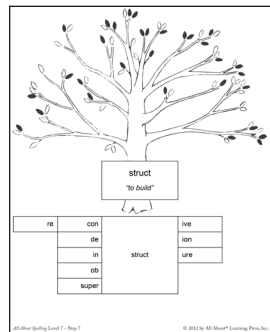 struct
"to build"
re con ive
de ion
in struct ure
ob
super
All About Spelling Level 7 – Step 7 © 2012 by All About® Learning Press, Inc.